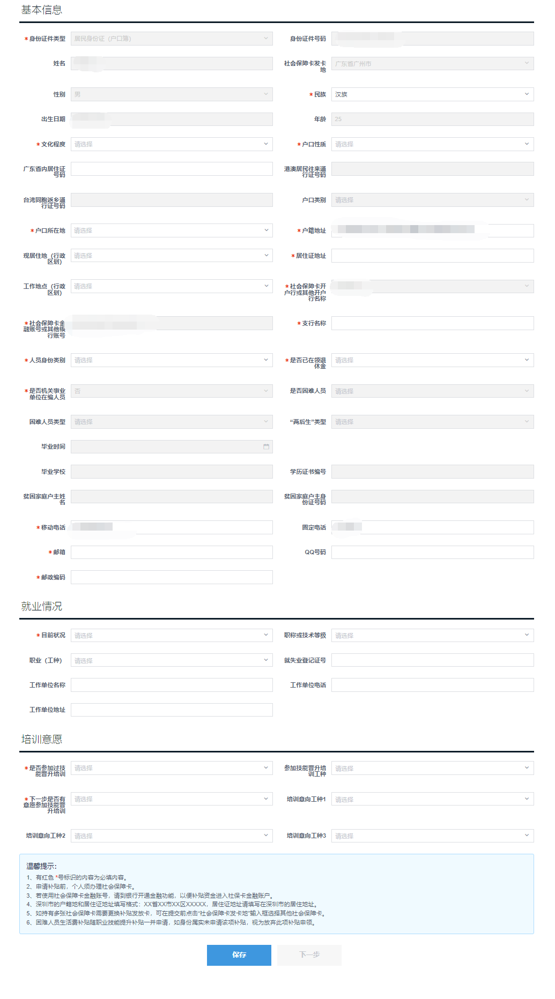 基本信息
* 身份证件类型 居民身份证（户口簿） 身份证件号码
姓名 社会保障卡发卡 广东省广州市
地
性别 男 * 民族 汉族
出生日期 年龄 25
* 文化程度 请选择 * 户口性质 请选择
广东省内居住证 港澳居民往来通
号码 行证号码
台湾同胞返乡通 户口类别 请选择
行证号码
* 户口所在地 请选择 * 户籍地址
现居住地（行政 请选择 * 居住证地址
区划）
工作地点（行政 请选择 * 社会保障卡开
区划） 户行或其他开户
行名称
* 社会保障卡金 * 支行名称
融账号或其他银
行账号
* 人员身份类别 请选择 * 是否已在领退 请选择
休金
* 是否机关事业 否 是否困难人员 请选择
单位在编人员
困难人员类型 请选择 “两后生”类型 请选择
毕业时间
毕业学校 学历证书编号
贫困家庭户主姓 贫困家庭户主身
名 份证号码
* 移动电话 固定电话
* 邮箱 QQ号码
* 邮政编码
就业情况
* 目前状况 请选择 职称或技术等级 请选择
职业（工种） 请选择 就失业登记证号
工作单位名称 工作单位电话
工作单位地址
培训意愿
* 是否参加过技 请选择 参加技能晋升培 请选择
能晋升培训 训工种
* 下一步是否有 请选择 培训意向工种1 请选择
意愿参加技能晋
升培训
培训意向工种2 请选择 培训意向工种3 请选择
温馨提示：
1、有红色 *号标识的内容为必填内容。
2、申请补贴前，个人须办理社会保障卡。
3、若使用社会保障卡金融账号，请到银行开通金融功能，以便补贴资金进入社保卡金融账户。
4、深圳市的户籍地和居住证地址填写格式：XX省XX市XX区XXXXX，居住证地址请填写在深圳市的居住地址。
5、如持有多张社会保障卡需要更换补贴发放卡，可在提交前点击“社会保障卡发卡地”输入框选择其他社会保障卡。
6、困难人员生活费补贴随职业技能提升补贴一并申请，如身份属实未申请该项补贴，视为放弃此项补贴申领。
保存 下一步